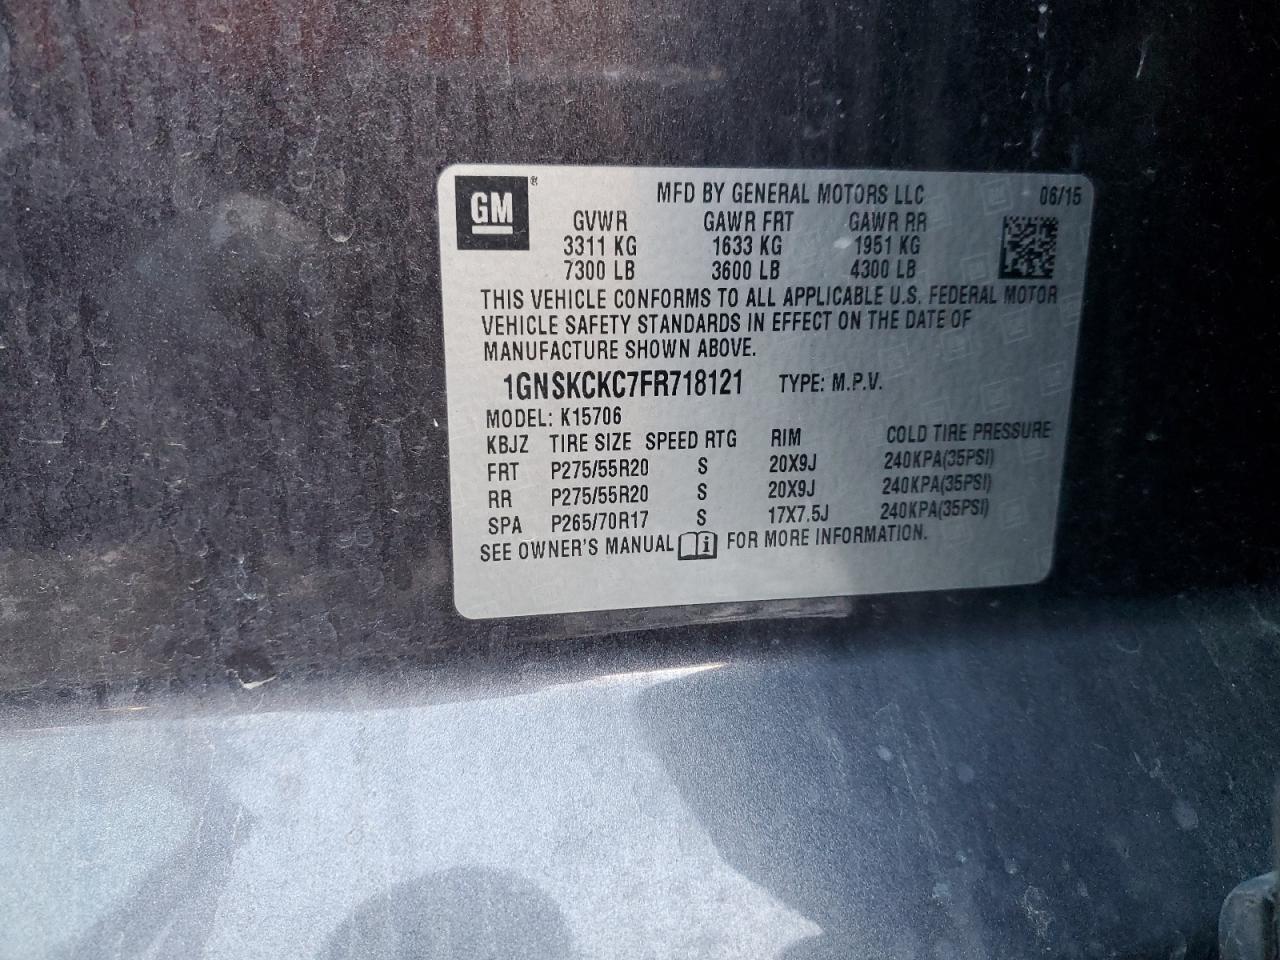 GM® MFD BY GENERAL MOTORS LLC 06/15
GVWR GAWR FRT GAWR RR
3311 KG 1633 KG 1951 KG
7300 LB 3600 LB 4300 LB
THIS VEHICLE CONFORMS TO ALL APPLICABLE U.S. FEDERAL MOTOR
VEHICLE SAFETY STANDARDS IN EFFECT ON THE DATE OF
MANUFACTURE SHOWN ABOVE.
1GNSKCKC7FR718121 TYPE: M.P.V.
MODEL: K15706
KBJZ TIRE SIZE SPEED RTG RIM COLD TIRE PRESSURE
FRT P275/55R20 S 20X9J 240KPA(35PSI)
RR P275/55R20 S 20X9J 240KPA(35PSI)
SPA P265/70R17 S 17X7.5J 240KPA(35PSI)
SEE OWNER'S MANUAL i FOR MORE INFORMATION.